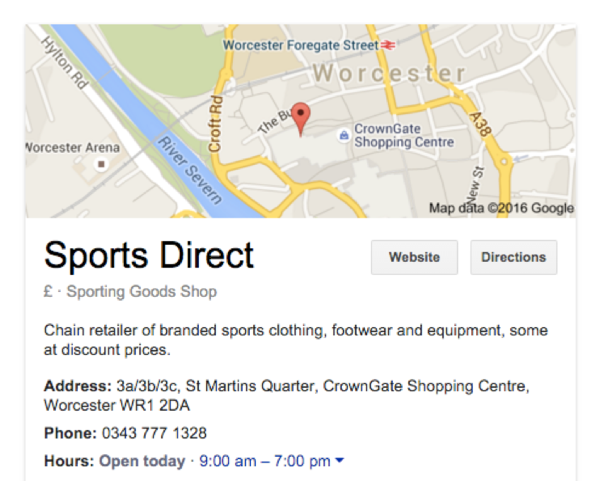 Hylton Rd
Worcester Foregate Street
Worcester
Croft Rd
The Bu
A38
CrownGate
Shopping Centre
Worcester Arena
River Severn
New St
Map data ©2016 Google
Sports Direct
Website
Directions
£ · Sporting Goods Shop
Chain retailer of branded sports clothing, footwear and equipment, some
at discount prices.
Address: 3a/3b/3c, St Martins Quarter, CrownGate Shopping Centre,
Worcester WR1 2DA
Phone: 0343 777 1328
Hours: Open today · 9:00 am – 7:00 pm